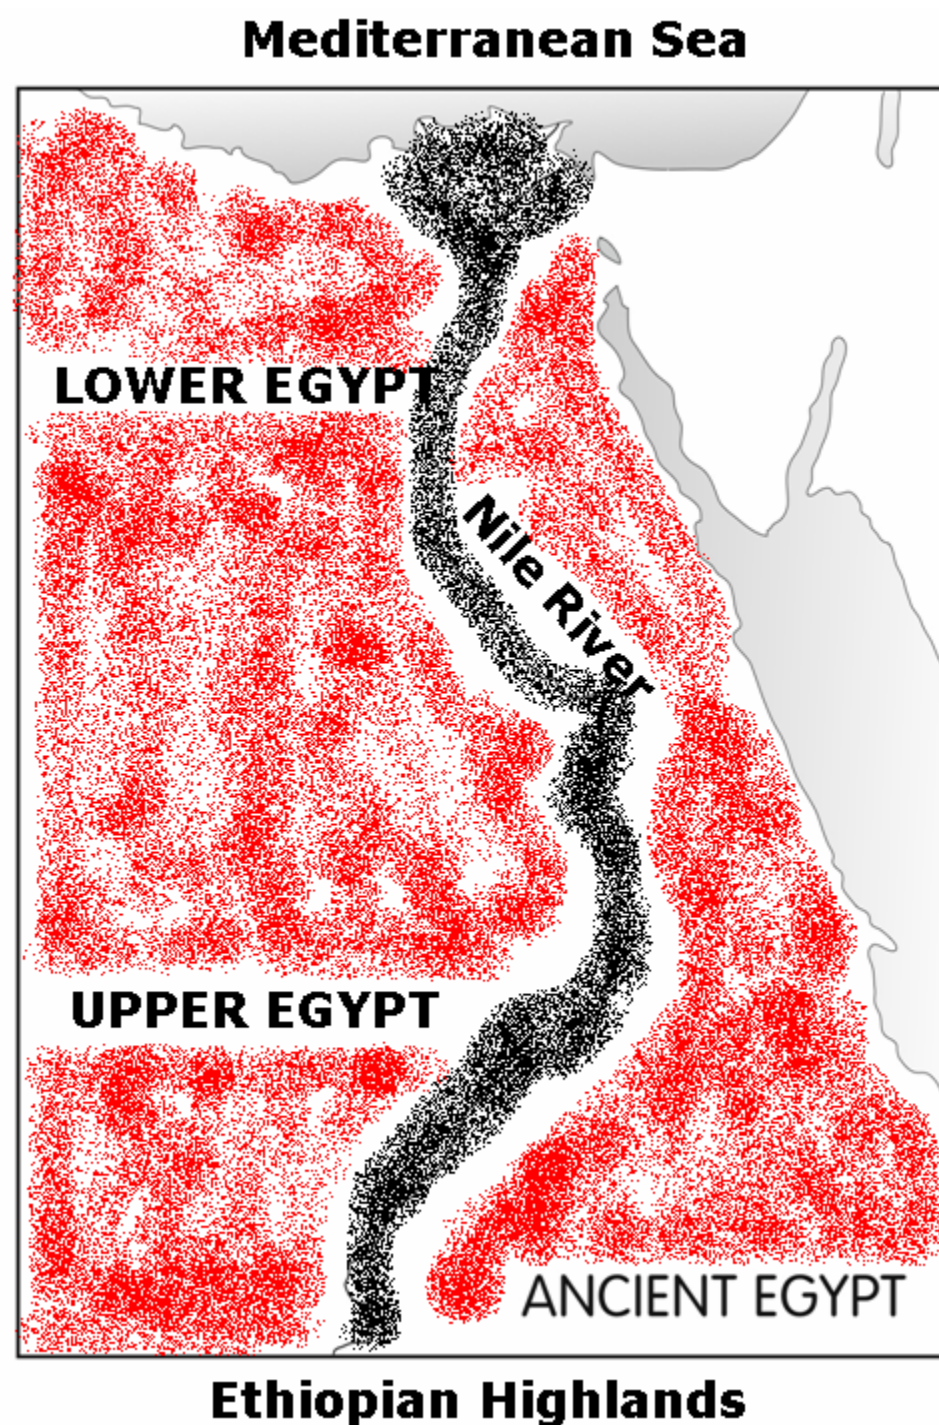 Mediterranean Sea
LOWER EGYPT
Nile River
UPPER EGYPT
ANCIENT EGYPT
Ethiopian Highlands